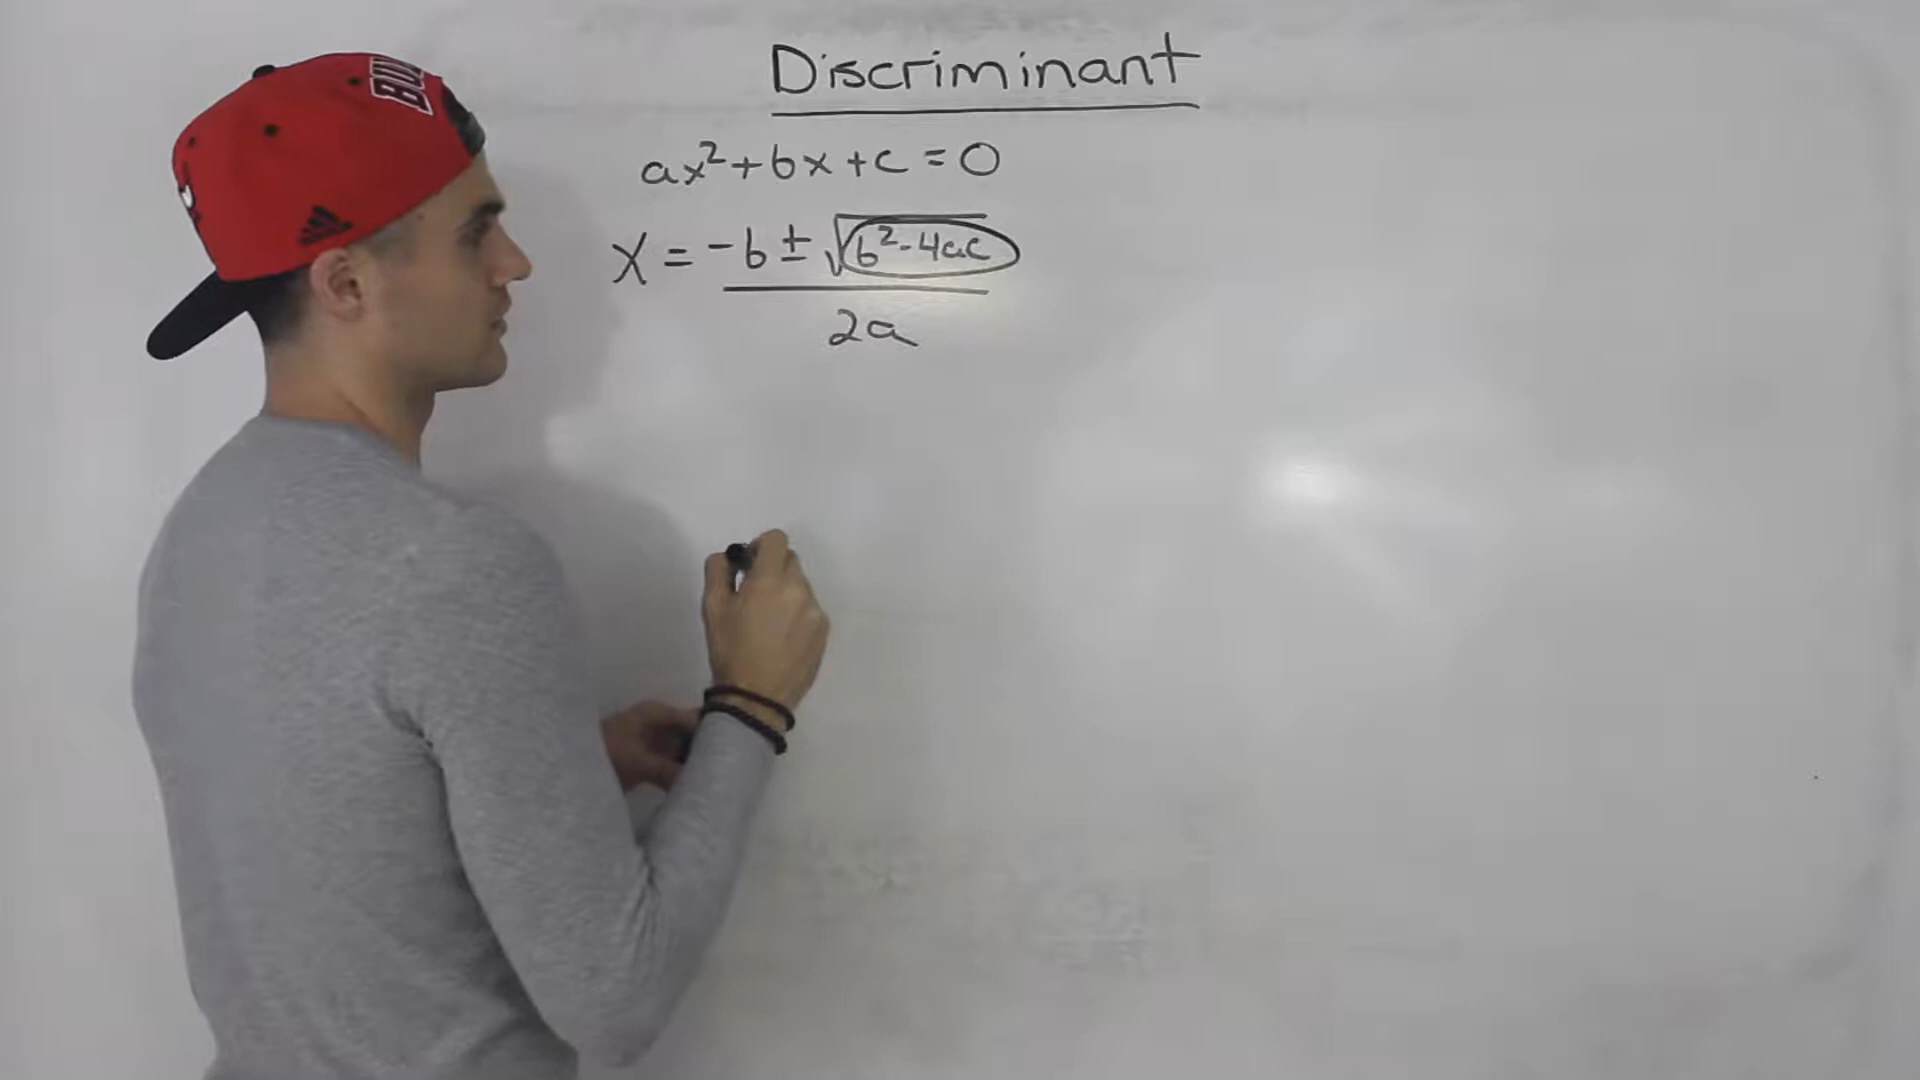 Discriminant
ax²+bx+c=0
x = -b ± √b²-4ac
2a